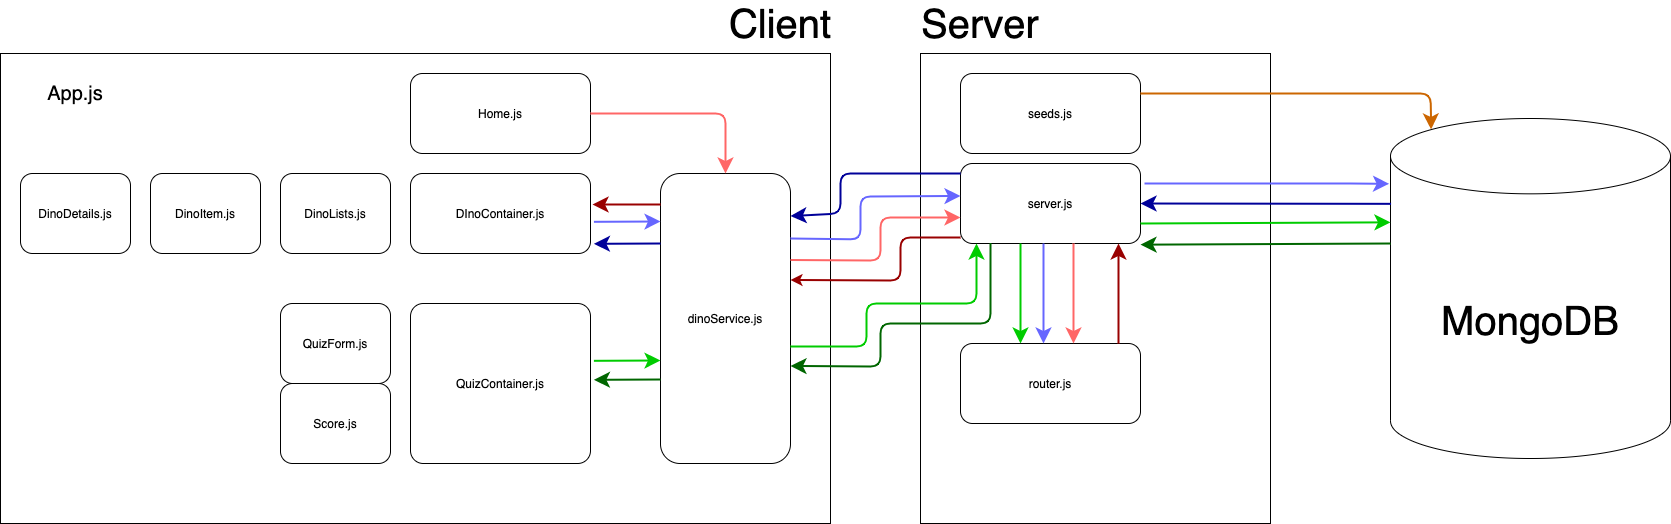 Client
Server
App.js
Home.js
seeds.js
DinoDetails.js
DinoItem.js
DinoLists.js
DInoContainer.js
server.js
dinoService.js
MongoDB
QuizForm.js
QuizContainer.js
router.js
Score.js